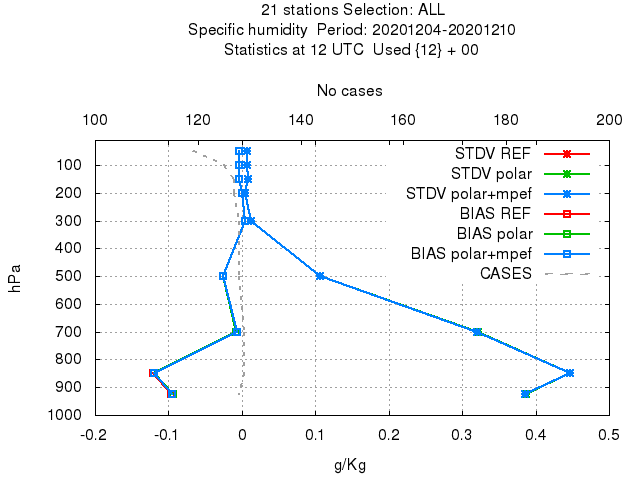 21 stations Selection: ALL
Specific humidity  Period: 20201204-20201210
Statistics at 12 UTC  Used {12} + 00
No cases
100 120 140 160 180 200
STDV REF
STDV polar
STDV polar+mpef
BIAS REF
BIAS polar
BIAS polar+mpef
CASES
100
200
300
400
500
600
700
800
900
1000
hPa
-0.2 -0.1 0 0.1 0.2 0.3 0.4 0.5
g/Kg